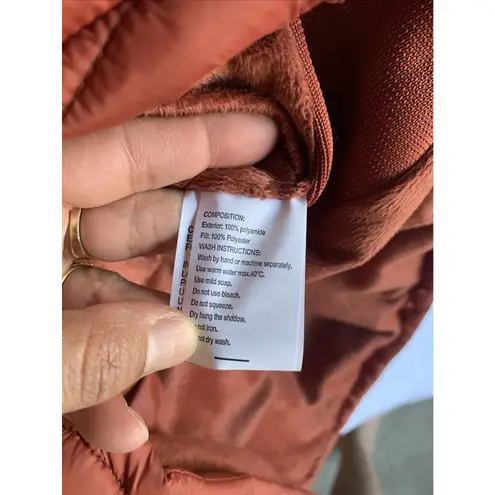 COMPOSITION:
Exterior: 100% polyamide
Fill: 100% Polyester
WASH INSTRUCTIONS:
Wash by hand or machine separately.
Use warm water max.40°C.
Use mild soap.
Do not use bleach.
Do not squeeze.
Dry hung the shadow.
not iron.
not dry wash.